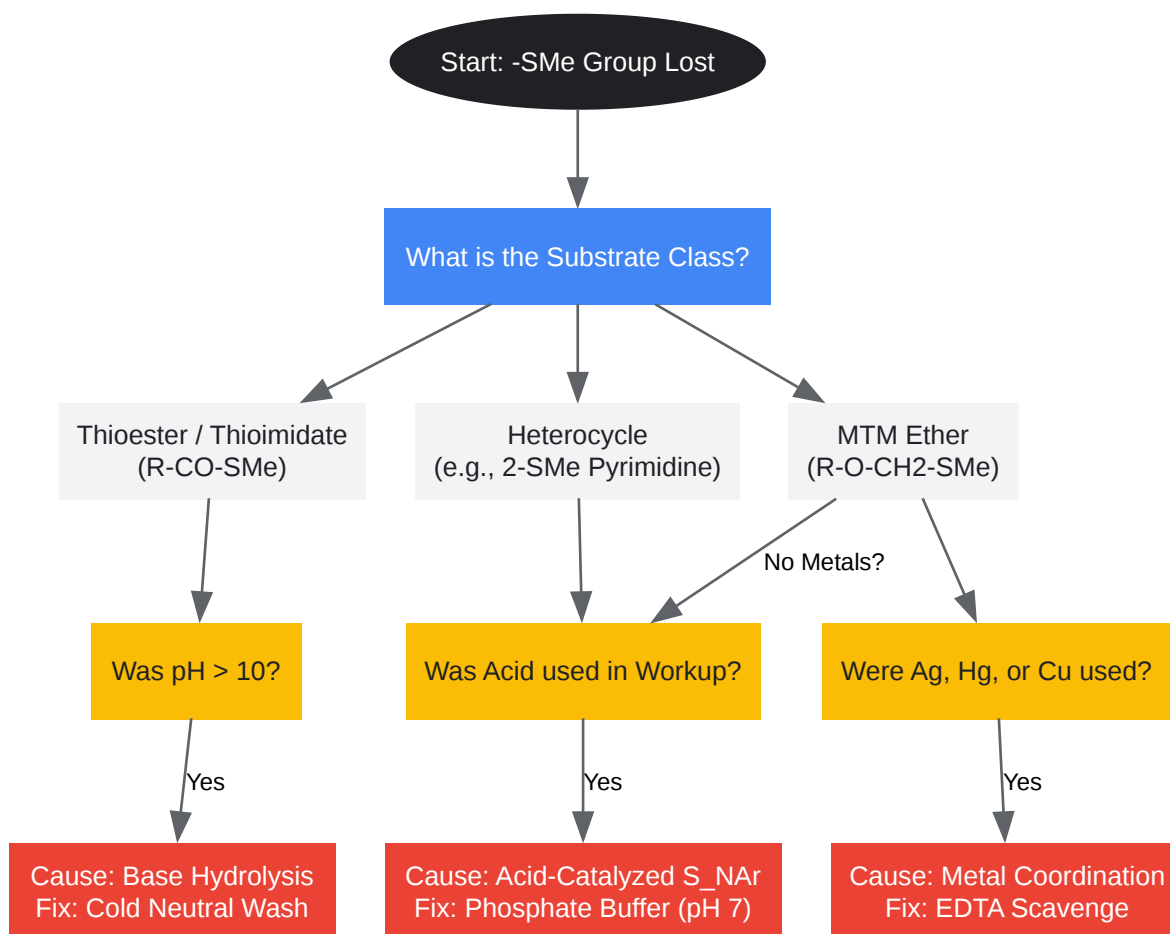 Start: -SMe Group Lost
What is the Substrate Class?
Thioester / Thioimidate
(R-CO-SMe)
Heterocycle
(e.g., 2-SMe Pyrimidine)
MTM Ether
(R-O-CH2-SMe)
No Metals?
Was pH > 10?
Was Acid used in Workup?
Were Ag, Hg, or Cu used?
Yes
Yes
Yes
Cause: Base Hydrolysis
Fix: Cold Neutral Wash
Cause: Acid-Catalyzed S_NAr
Fix: Phosphate Buffer (pH 7)
Cause: Metal Coordination
Fix: EDTA Scavenge